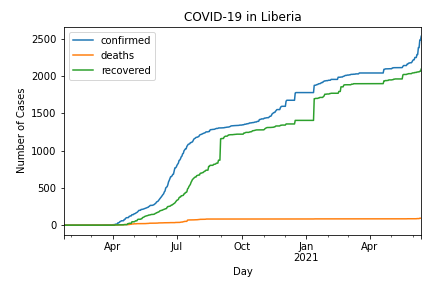 COVID-19 in Liberia
confirmed
deaths
recovered
Number of Cases
2500
2000
1500
1000
500
0
Apr Jul Oct Jan Apr
2021
Day